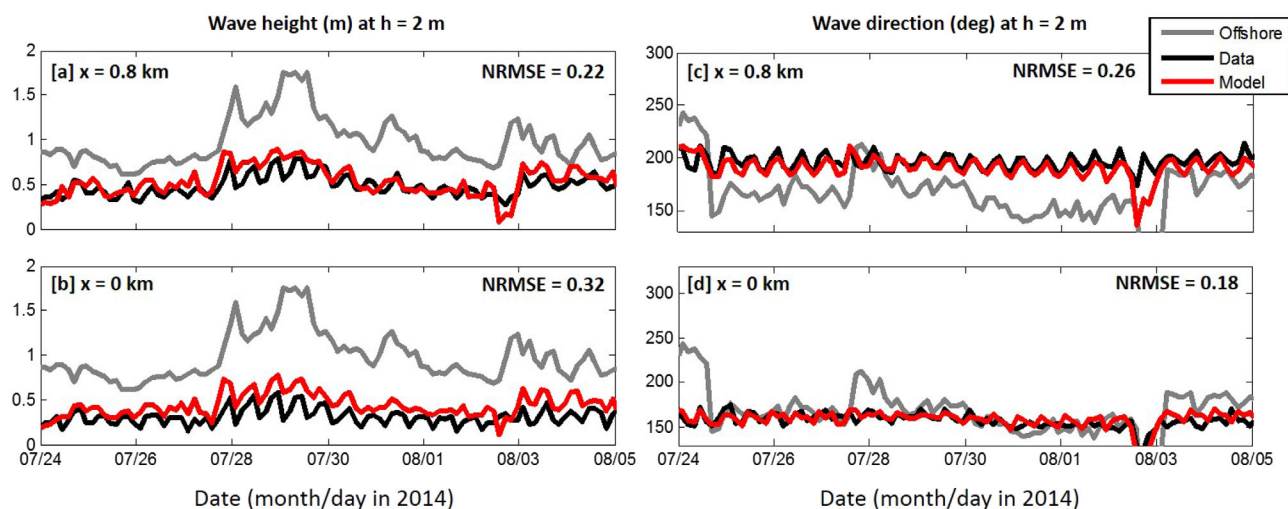 Wave height (m) at h = 2 m
Wave direction (deg) at h = 2 m
Offshore
Data
Model
2
1.5
1
0.5
0
[a] x = 0.8 km
NRMSE = 0.22
300
250
200
150
[c] x = 0.8 km
NRMSE = 0.26
2
1.5
1
0.5
0
[b] x = 0 km
NRMSE = 0.32
07/24 07/26 07/28 07/30 08/01 08/03 08/05
Date (month/day in 2014)
300
250
200
150
[d] x = 0 km
NRMSE = 0.18
07/24 07/26 07/28 07/30 08/01 08/03 08/05
Date (month/day in 2014)